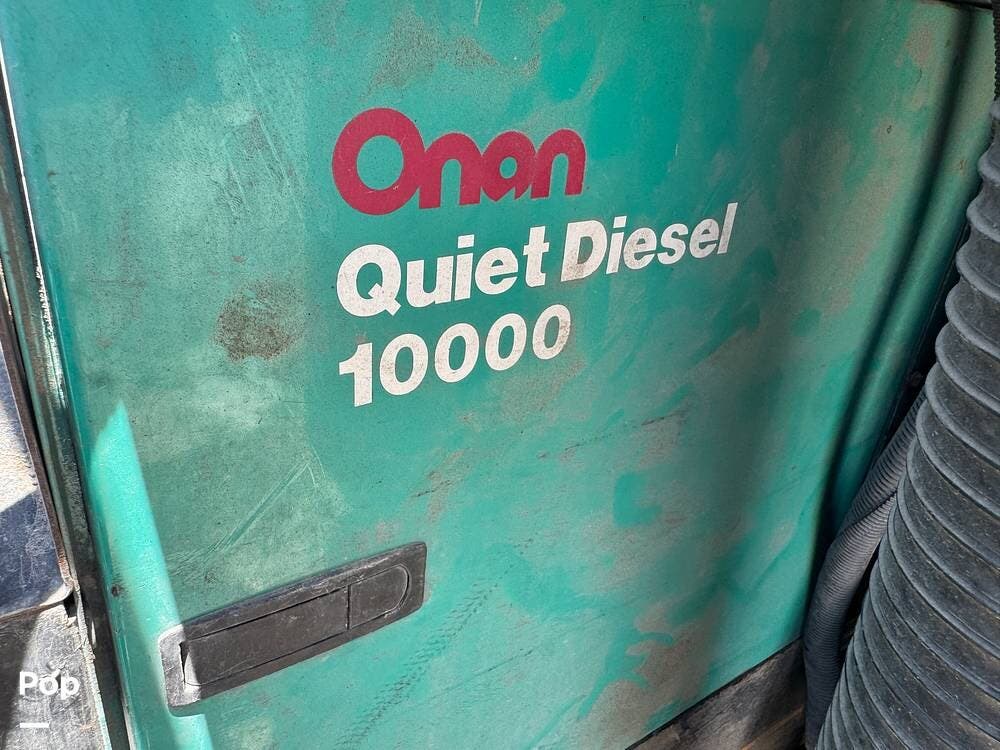 Onan
Quiet Diesel
10000
Pop